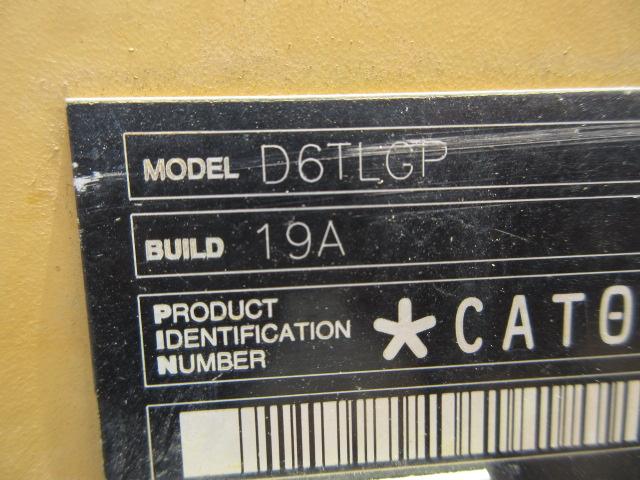 MODEL D6TLGP
BUILD 19A
PRODUCT
IDENTIFICATION
NUMBER
*CAT0